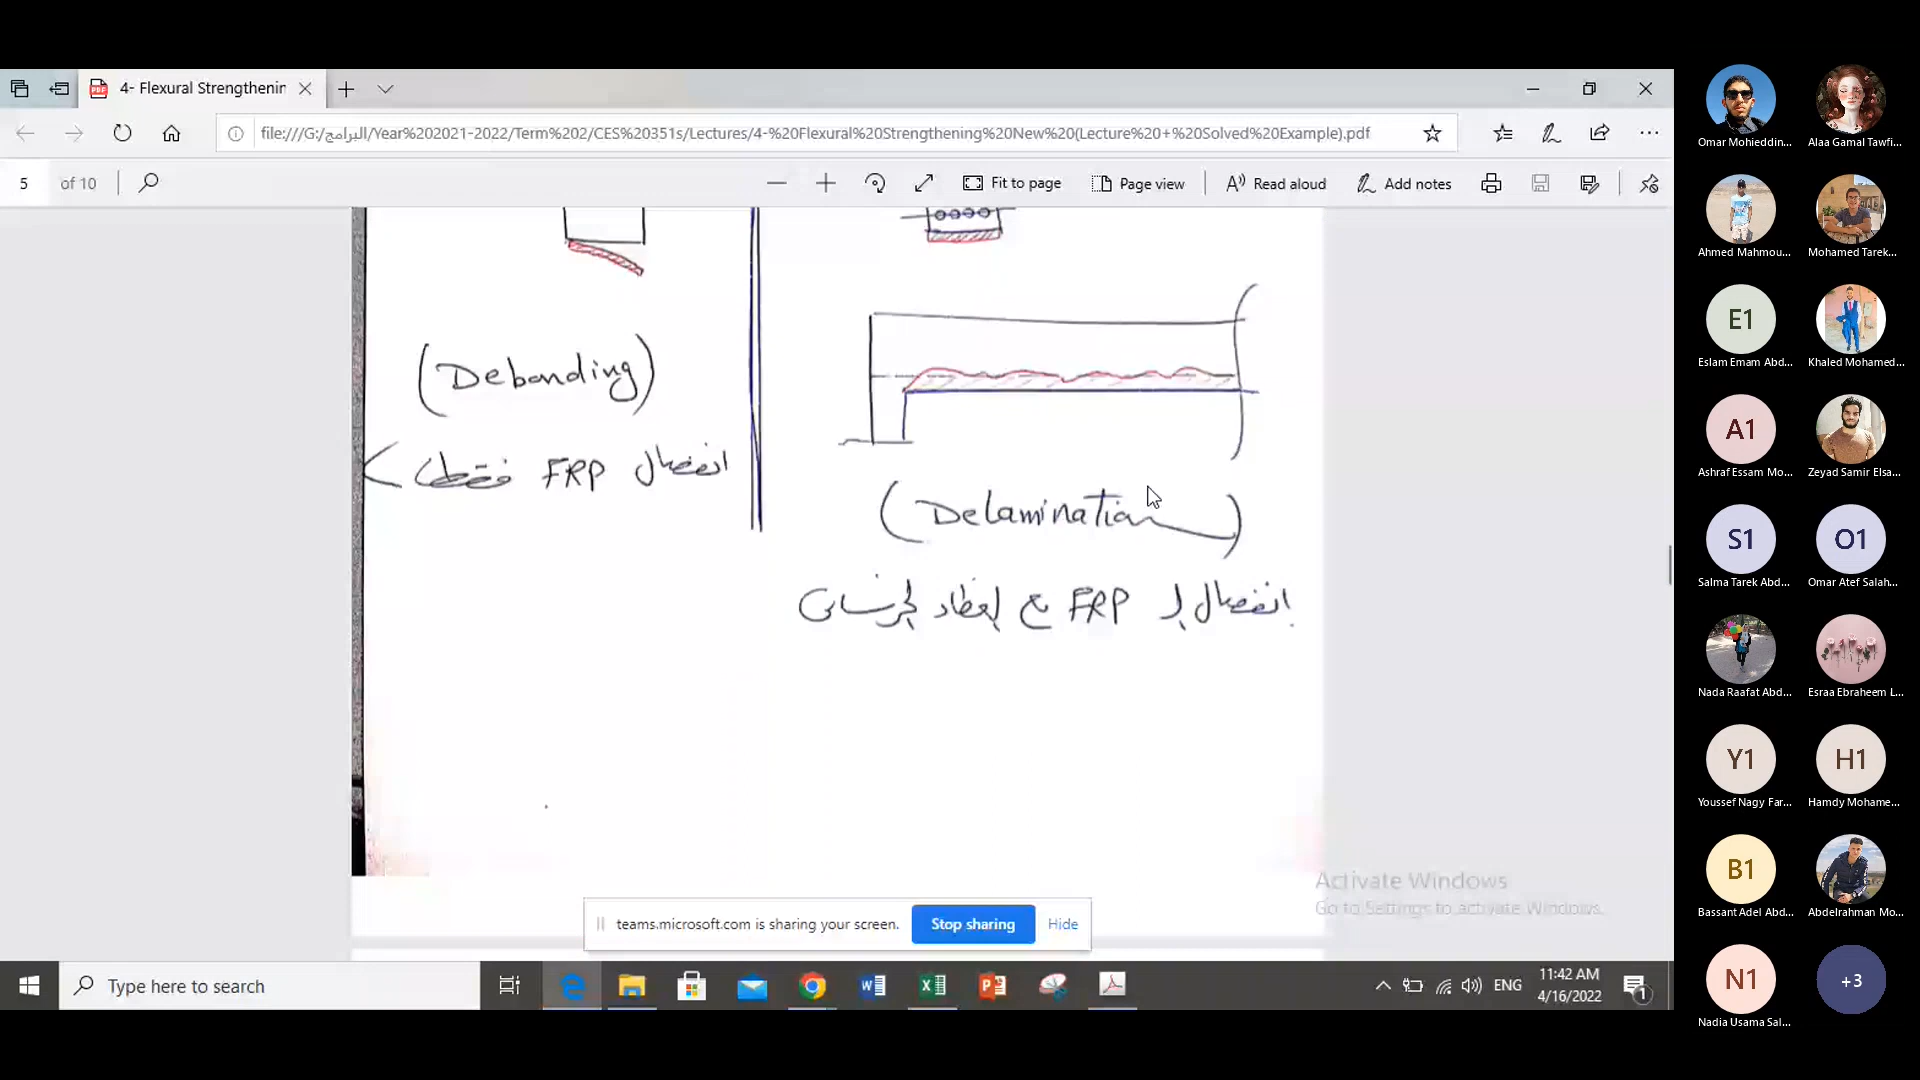 4- Flexural Strengthenin
file:///G:/البرامج/Year%202021-2022/Term%202/CES%20351s/Lectures/4-%20Flexural%20Strengthening%20New%20(Lecture%20+%20Solved%20Example).pdf
5 of 10
Fit to page
Page view
Read aloud
Add notes
(Debonding)
انفصال FRP فقط
(Delamination)
انفصال الـ FRP مع الغطاء الخرساني
Activate Windows
Go to Settings to activate Windows.
teams.microsoft.com is sharing your screen.
Stop sharing
Hide
Type here to search
ENG
11:42 AM
4/16/2022
1
Omar Mohieddin...
Alaa Gamal Tawfi...
Ahmed Mahmou...
Mohamed Tarek...
E1
Eslam Emam Abd...
Khaled Mohamed...
A1
Ashraf Essam Mo...
Zeyad Samir Elsa...
S1
Salma Tarek Abd...
O1
Omar Atef Salah...
Nada Raafat Abd...
Esraa Ebraheem L...
Y1
Youssef Nagy Far...
H1
Hamdy Mohame...
B1
Bassant Adel Abd...
Abdelrahman Mo...
N1
Nadia Usama Sal...
+3